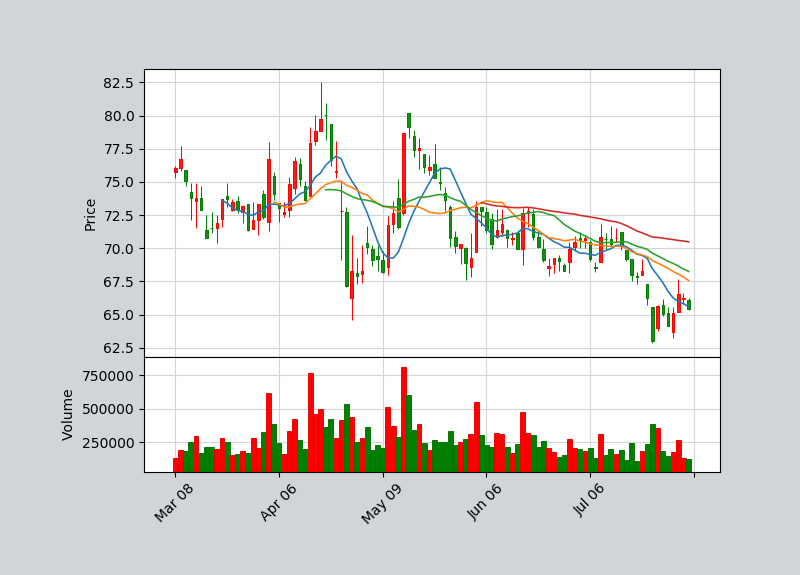 82.5
80.0
77.5
75.0
72.5
70.0
67.5
65.0
62.5
Price
750000
500000
250000
Volume
Mar 08
Apr 06
May 09
Jun 06
Jul 06